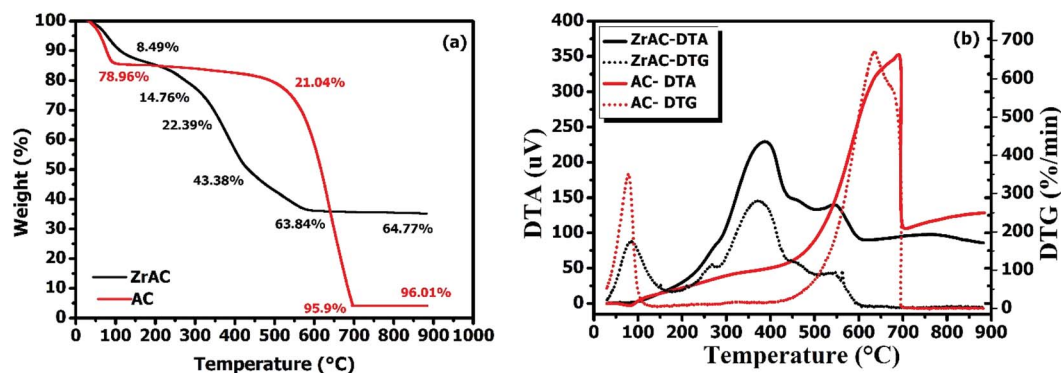 (a)
100
90
80
70
60
50
40
30
20
10
0
Weight (%)
8.49%
78.96%
21.04%
14.76%
22.39%
43.38%
63.84%
64.77%
95.9%
96.01%
ZrAC
AC
0 100 200 300 400 500 600 700 800 900 1000
Temperature (°C)
(b)
400
350
300
250
200
150
100
50
0
DTA (uV)
ZrAC-DTA
ZrAC-DTG
AC- DTA
AC- DTG
700
600
500
400
300
200
100
0
DTG (%/min)
0 100 200 300 400 500 600 700 800 900
Temperature (°C)